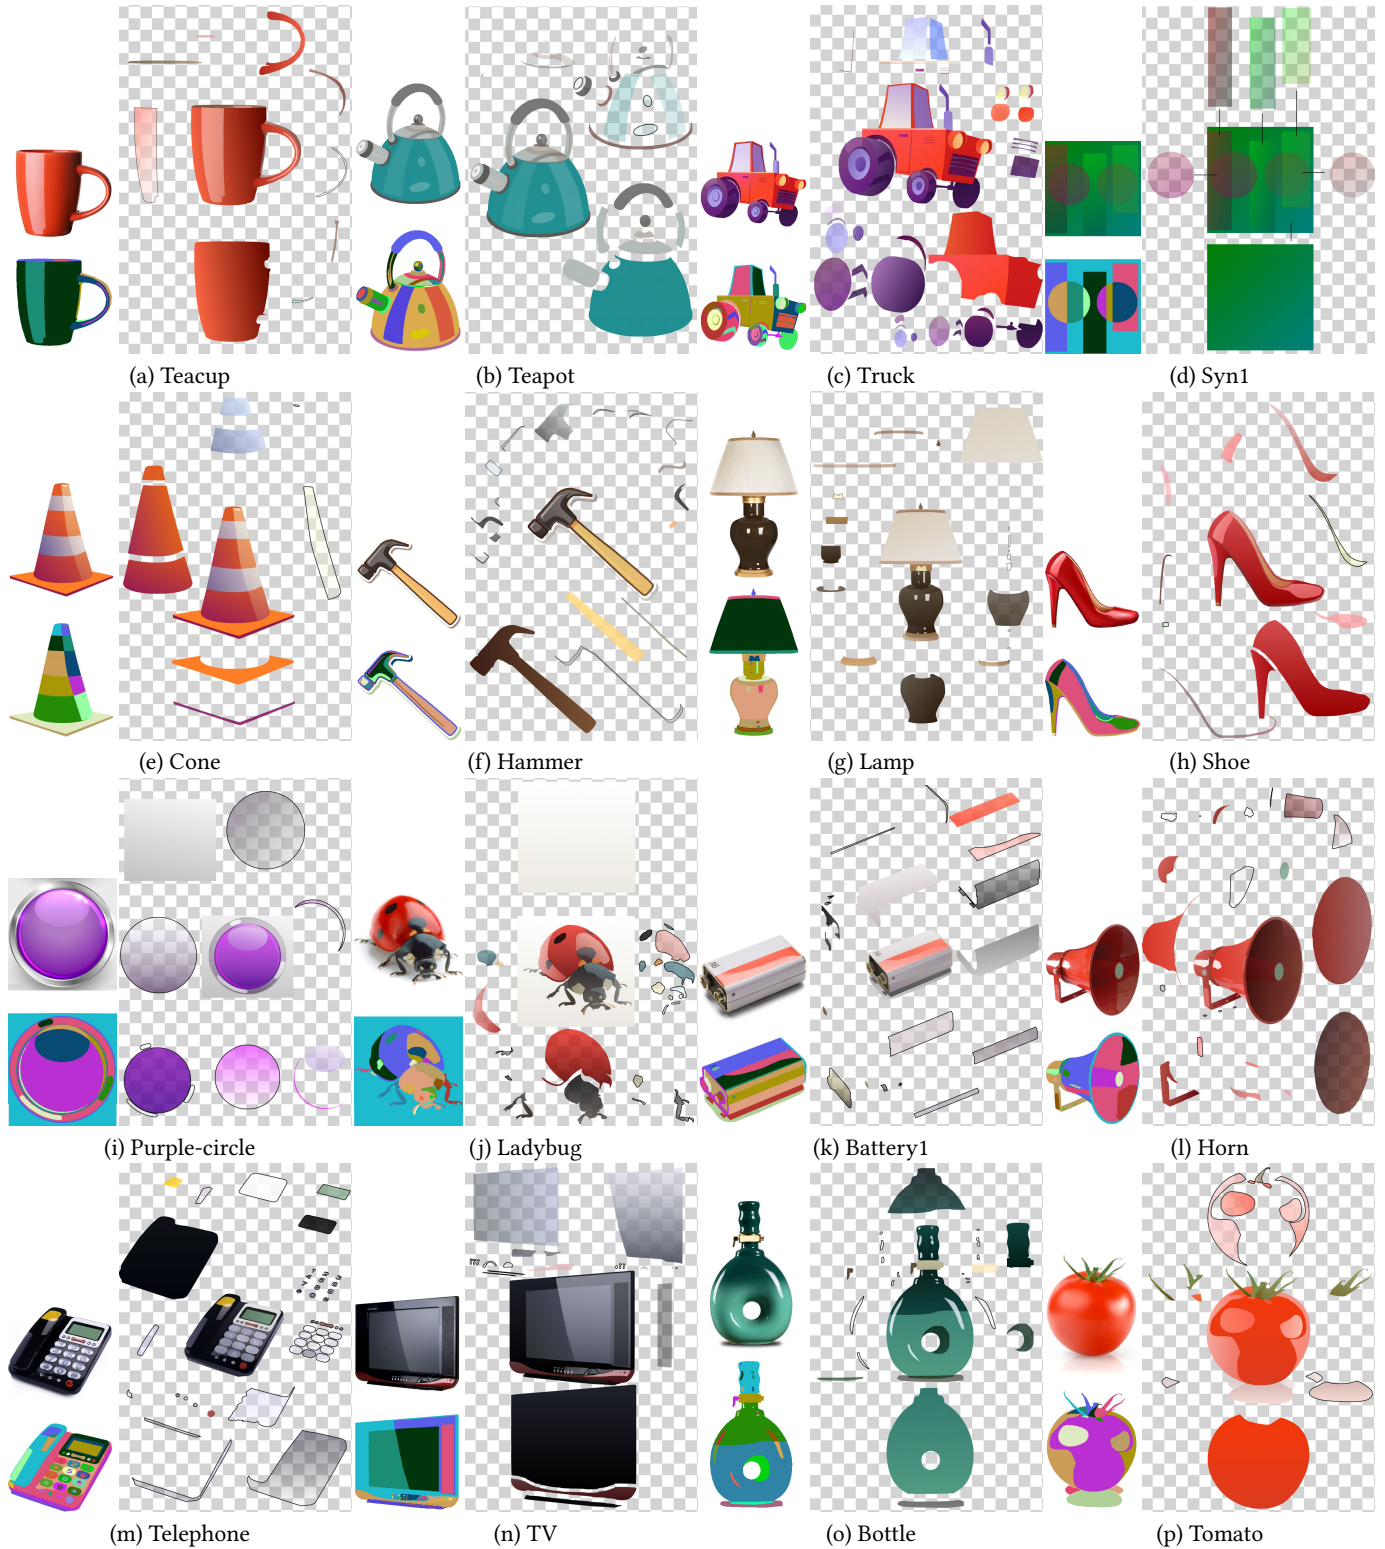 (a) Teacup
(b) Teapot
(c) Truck
(d) Syn1
(e) Cone
(f) Hammer
(g) Lamp
(h) Shoe
(i) Purple-circle
(j) Ladybug
(k) Battery1
(l) Horn
(m) Telephone
(n) TV
(o) Bottle
(p) Tomato